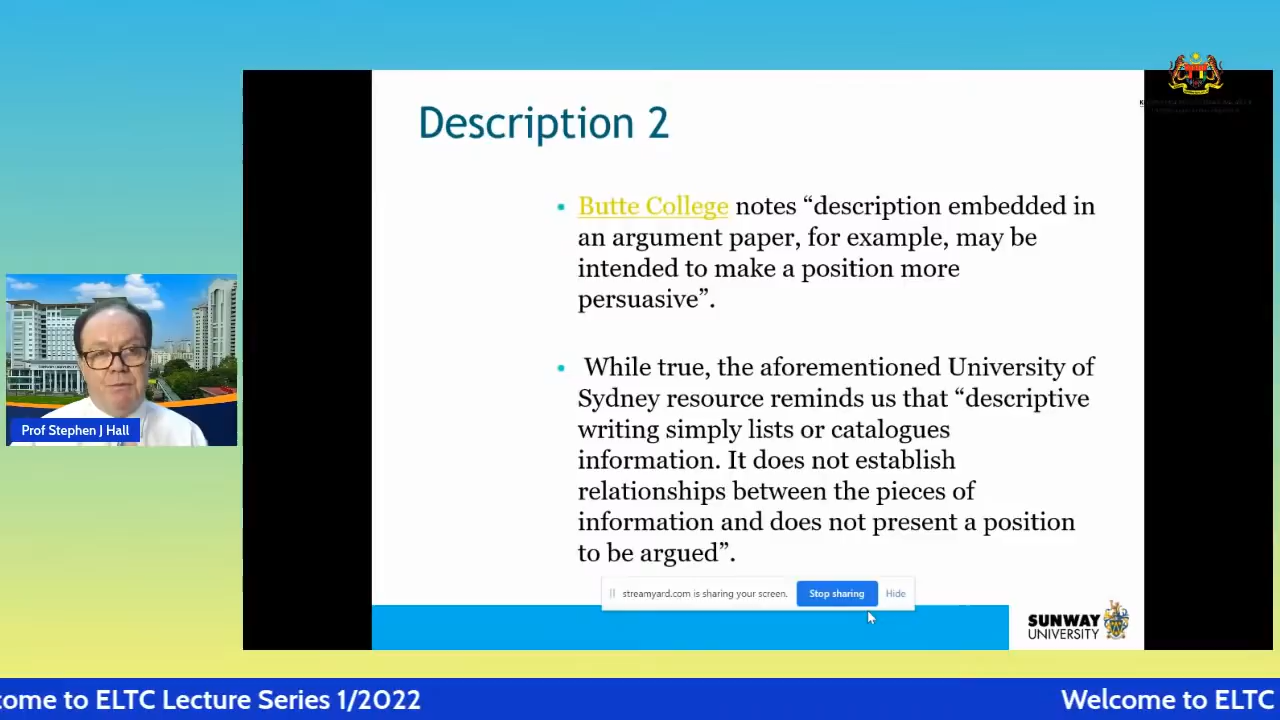 Description 2
• Butte College notes “description embedded in
an argument paper, for example, may be
intended to make a position more
persuasive”.
• While true, the aforementioned University of
Sydney resource reminds us that “descriptive
writing simply lists or catalogues
information. It does not establish
relationships between the pieces of
information and does not present a position
to be argued”.
Prof Stephen J Hall
streamyard.com is sharing your screen.
Stop sharing
Hide
SUNWAY
UNIVERSITY
come to ELTC Lecture Series 1/2022
Welcome to ELTC